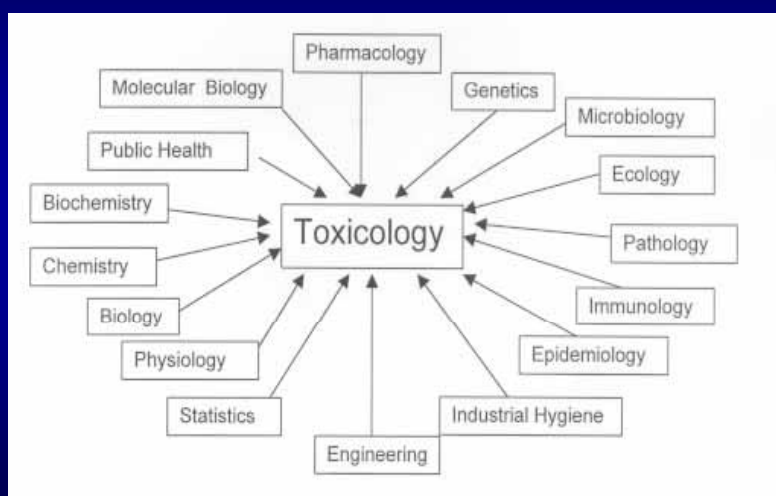 Pharmacology
Molecular Biology
Genetics
Microbiology
Public Health
Ecology
Biochemistry
Toxicology
Pathology
Chemistry
Immunology
Biology
Physiology
Epidemiology
Statistics
Industrial Hygiene
Engineering